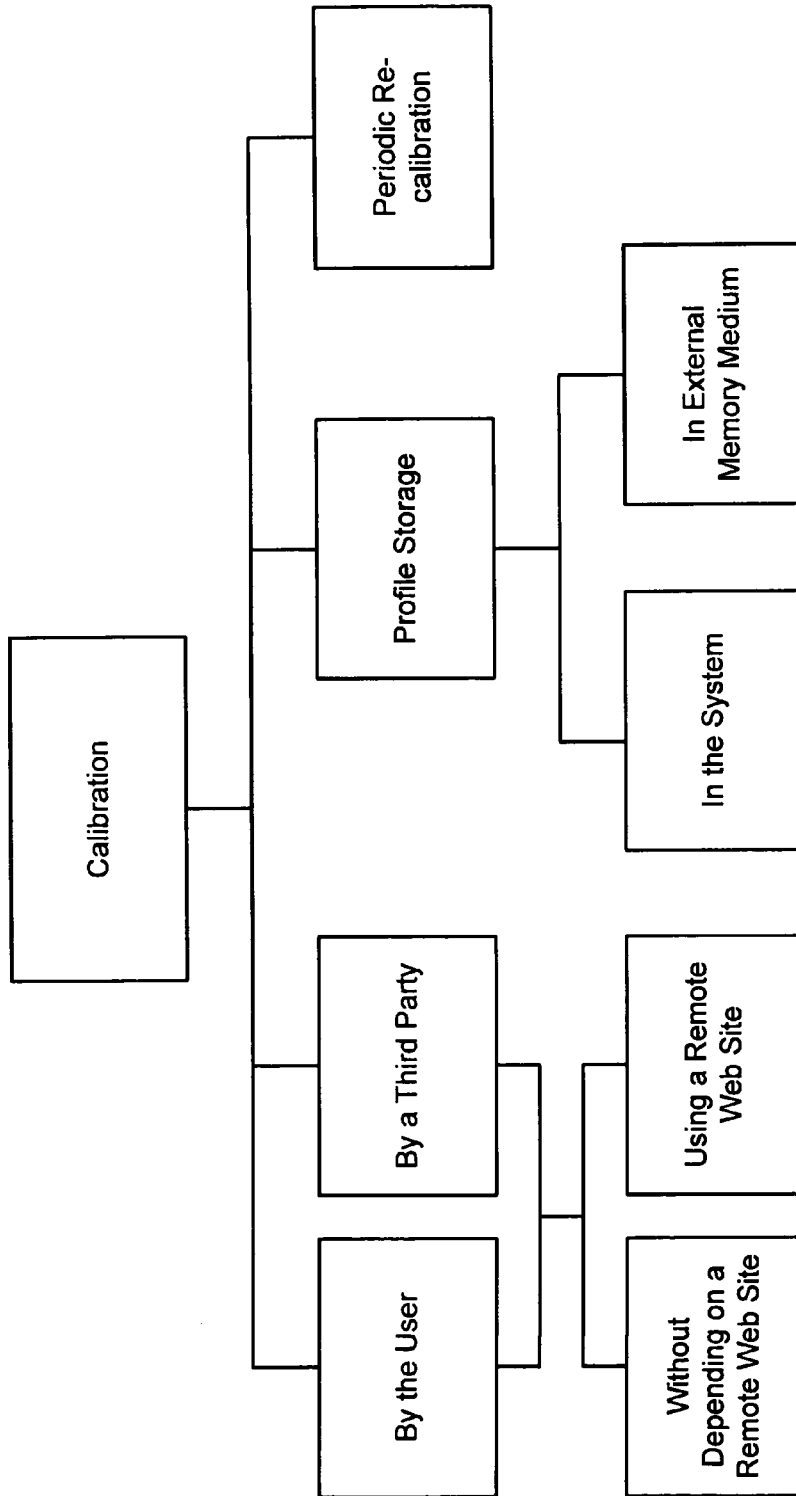 Calibration
By the User
By a Third Party
Profile Storage
Periodic Re-
calibration
Without
Depending on a
Remote Web Site
Using a Remote
Web Site
In the System
In External
Memory Medium